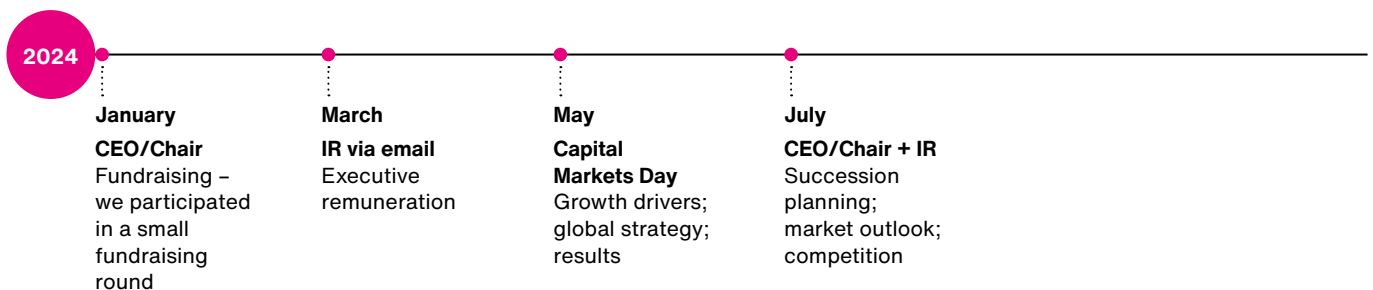 2024
January
CEO/Chair
Fundraising –
we participated
in a small
fundraising
round
March
IR via email
Executive
remuneration
May
Capital
Markets Day
Growth drivers;
global strategy;
results
July
CEO/Chair + IR
Succession
planning;
market outlook;
competition